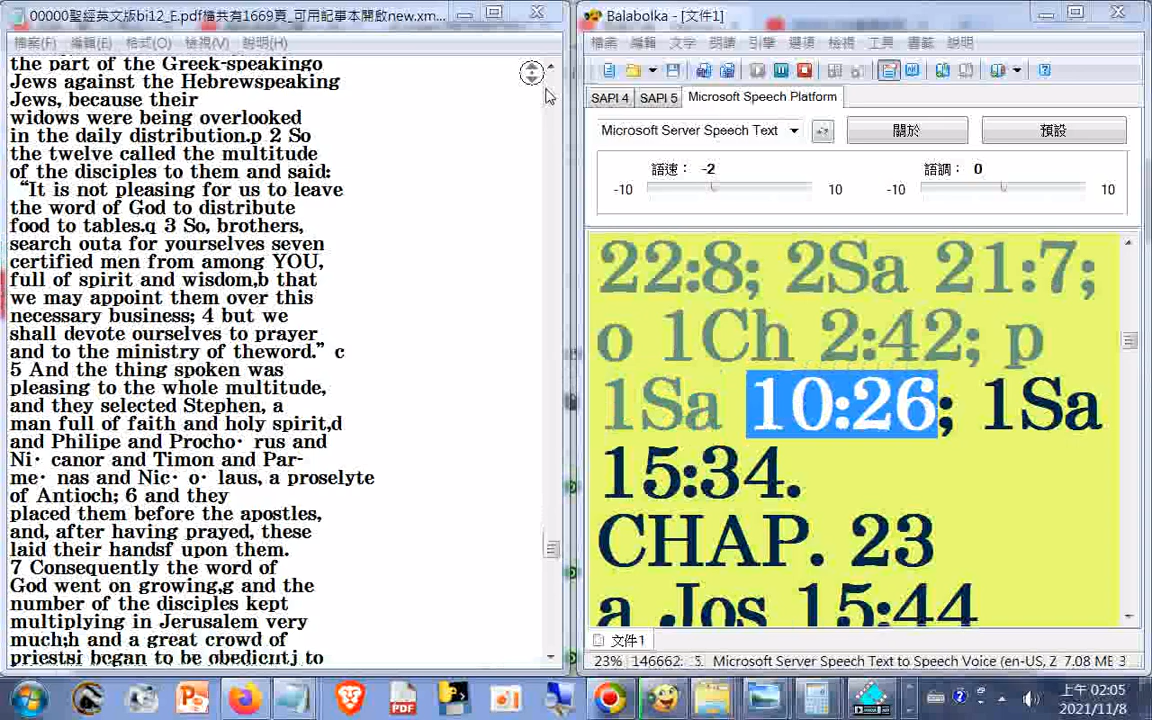 00000聖經英文版bi12_E.pdf檔共有1669頁_可用記事本開啟new.xm...
檔案(F) 編輯(E) 格式(O) 檢視(V) 說明(H)
the part of the Greek-speakingo
Jews against the Hebrewspeaking
Jews, because their
widows were being overlooked
in the daily distribution.p 2 So
the twelve called the multitude
of the disciples to them and said:
“It is not pleasing for us to leave
the word of God to distribute
food to tables.q 3 So, brothers,
search outa for yourselves seven
certified men from among YOU,
full of spirit and wisdom,b that
we may appoint them over this
necessary business; 4 but we
shall devote ourselves to prayer
and to the ministry of theword.” c
5 And the thing spoken was
pleasing to the whole multitude,
and they selected Stephen, a
man full of faith and holy spirit,d
and Philipe and Procho· rus and
Ni· canor and Timon and Par-
me· nas and Nic· o· laus, a proselyte
of Antioch; 6 and they
placed them before the apostles,
and, after having prayed, these
laid their handsf upon them.
7 Consequently the word of
God went on growing,g and the
number of the disciples kept
multiplying in Jerusalem very
much;h and a great crowd of
priestsi began to be obedientj to
Balabolka - [文件1]
檔案 編輯 文字 朗讀 引擎 選項 檢視 工具 書籤 說明
SAPI 4 SAPI 5 Microsoft Speech Platform
Microsoft Server Speech Text 關於 預設
語速: -2 語調: 0
-10 10 -10 10
22:8; 2Sa 21:7;
o 1Ch 2:42; p
1Sa 10:26; 1Sa
15:34.
CHAP. 23
a Jos 15:44
文件1
23% 146662: Microsoft Server Speech Text to Speech Voice (en-US, Z 7.08 ME 3
PDF
上午 02:05
2021/11/8